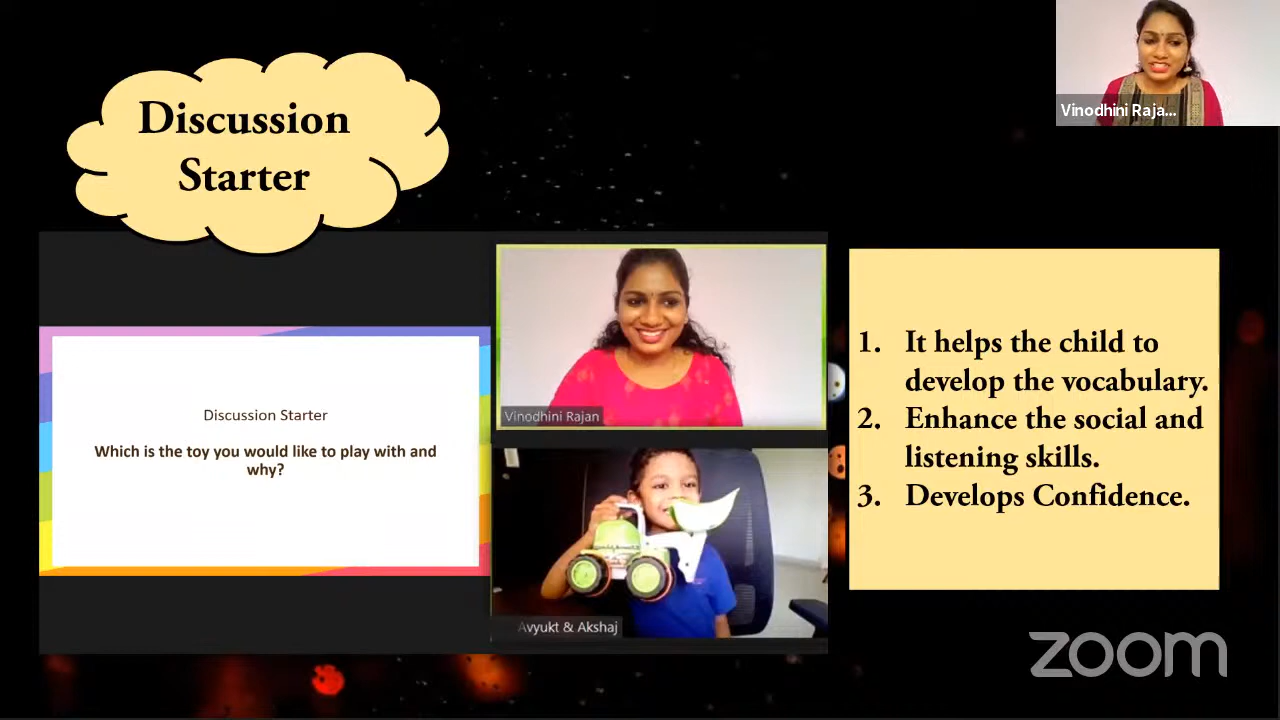 Discussion
Starter
Vinodhini Raja...
Discussion Starter
Which is the toy you would like to play with and
why?
Vinodhini Rajan
Avyukt & Akshaj
1. It helps the child to
develop the vocabulary.
2. Enhance the social and
listening skills.
3. Develops Confidence.
zoom